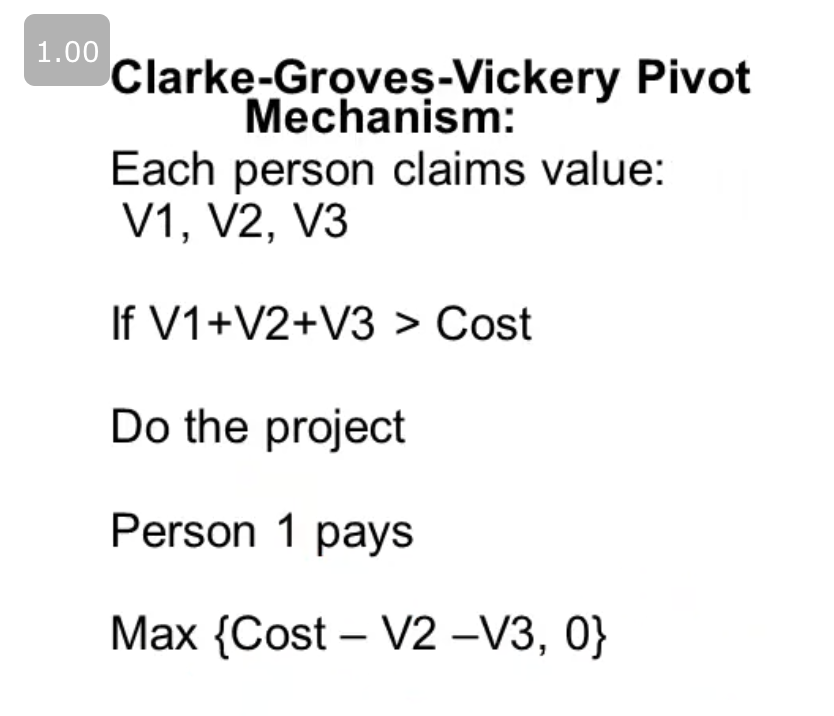 1.00
Clarke-Groves-Vickery Pivot
Mechanism:
Each person claims value:
V1, V2, V3
If V1+V2+V3 > Cost
Do the project
Person 1 pays
Max {Cost – V2 –V3, 0}